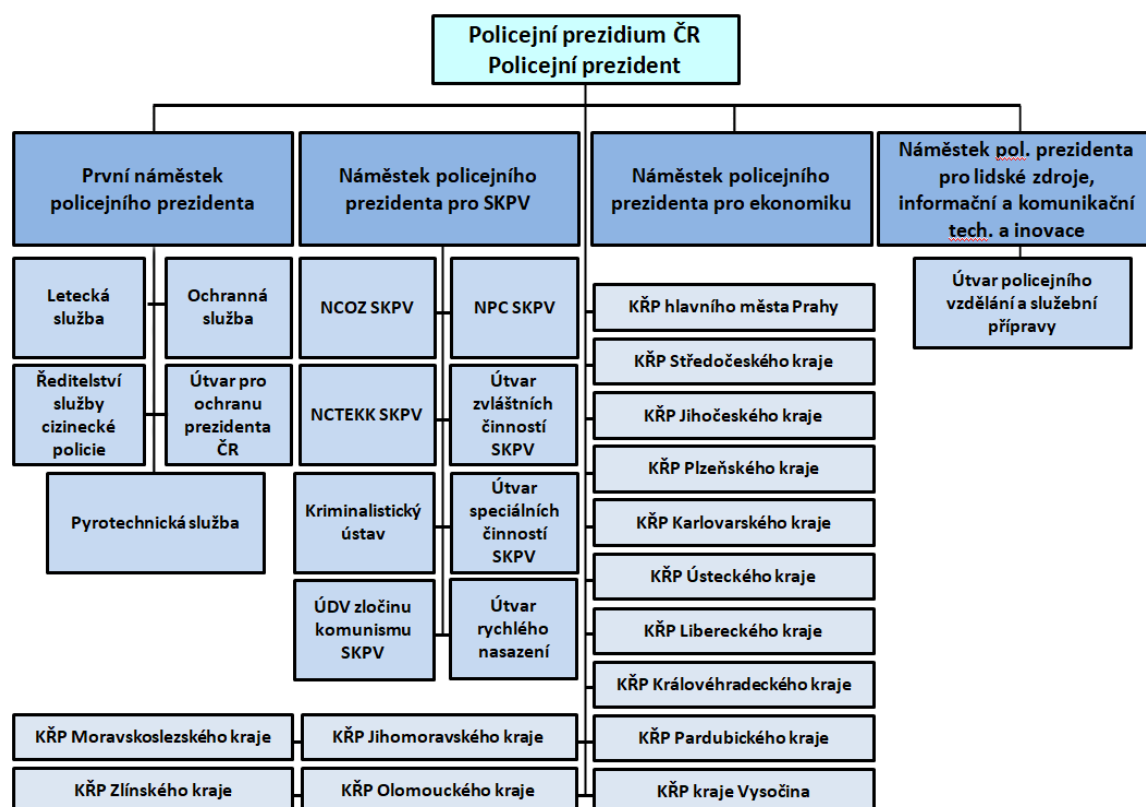 Policejní prezidium ČR
Policejní prezident
První náměstek
policejního prezidenta
Náměstek policejního
prezidenta pro SKPV
Náměstek policejního
prezidenta pro ekonomiku
Náměstek pol. prezidenta
pro lidské zdroje,
informační a komunikační
tech. a inovace
Letecká
služba
Ochranná
služba
Ředitelství
služby
cizinecké
policie
Útvar pro
ochranu
prezidenta
ČR
Pyrotechnická služba
NCOZ SKPV
NPC SKPV
NCTEKK SKPV
Útvar
zvláštních
činností
SKPV
Kriminalistický
ústav
Útvar
speciálních
činností
SKPV
ÚDV zločinu
komunismu
SKPV
Útvar
rychlého
nasazení
KŘP hlavního města Prahy
KŘP Středočeského kraje
KŘP Jihočeského kraje
KŘP Plzeňského kraje
KŘP Karlovarského kraje
KŘP Ústeckého kraje
KŘP Libereckého kraje
KŘP Královéhradeckého kraje
Útvar policejního
vzdělání a služební
přípravy
KŘP Moravskoslezského kraje
KŘP Jihomoravského kraje
KŘP Pardubického kraje
KŘP Zlínského kraje
KŘP Olomouckého kraje
KŘP kraje Vysočina